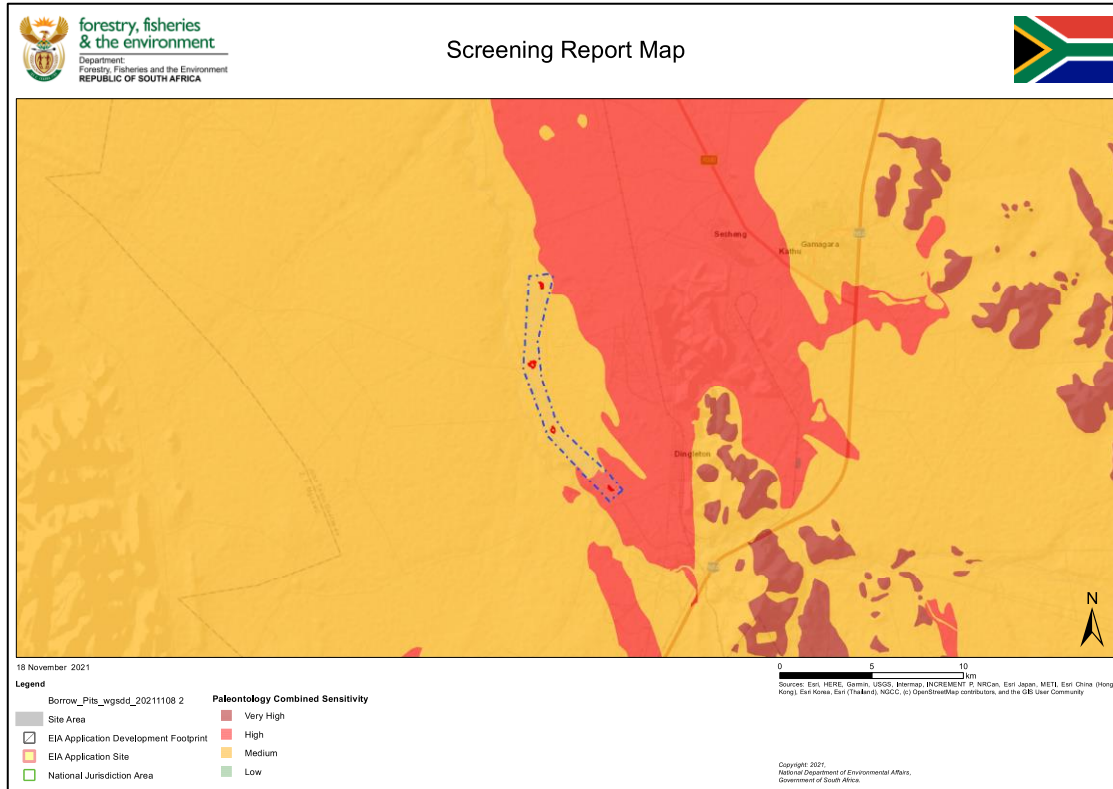 forestry, fisheries
& the environment
Department:
Forestry, Fisheries and the Environment
REPUBLIC OF SOUTH AFRICA
Screening Report Map
Sesheng
Kathu
Gamagara
Dingleton
N
18 November 2021
Legend
Borrow_Pits_wgsdd_20211108 2
Site Area
EIA Application Development Footprint
EIA Application Site
National Jurisdiction Area
Paleontology Combined Sensitivity
Very High
High
Medium
Low
0 5 10
km
Sources: Esri, HERE, Garmin, USGS, Intermap, INCREMENT P, NRCan, Esri Japan, METI, Esri China (Hong
Kong), Esri Korea, Esri (Thailand), NGCC, (c) OpenStreetMap contributors, and the GIS User Community
Copyright: 2021,
National Department of Environmental Affairs,
Government of South Africa.